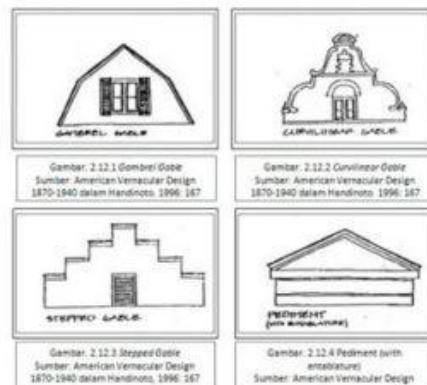 GAMBREL GABLE
Gambar. 2.12.1 Gambrel Gable
Sumber: American Vernacular Design
1870-1940 dalam Handinoto. 1996: 167
CURVILINEAR GABLE
Gambar. 2.12.2 Curvilinear Gable
Sumber: American Vernacular Design
1870-1940 dalam Handinoto. 1996: 167
STEPPED GABLE
Gambar. 2.12.3 Stepped Gable
Sumber: American Vernacular Design
1870-1940 dalam Handinoto, 1996: 167
PEDIMENT
(WITH ENTABLATURE)
Gambar. 2.12.4 Pediment (with
entablature)
Sumber: American Vernacular Design